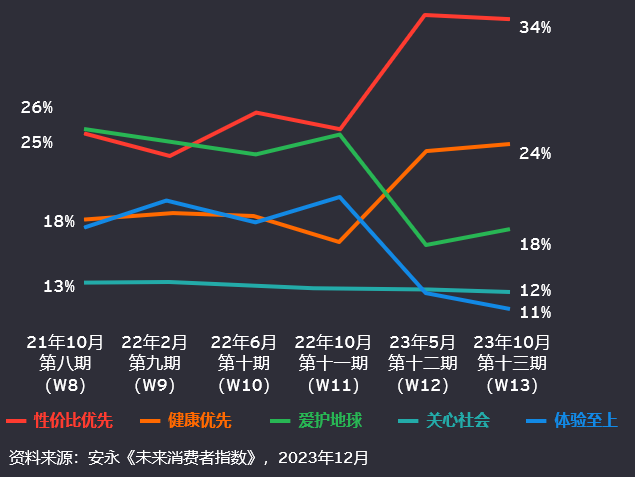 34%
26%
25%
24%
18%
18%
13%
12%
11%
21年10月 22年2月 22年6月 22年10月 23年5月 23年10月
第八期 第九期 第十期 第十一期 第十二期 第十三期
(W8) (W9) (W10) (W11) (W12) (W13)
性价比优先 健康优先 爱护地球 关心社会 体验至上
资料来源：安永《未来消费者指数》，2023年12月